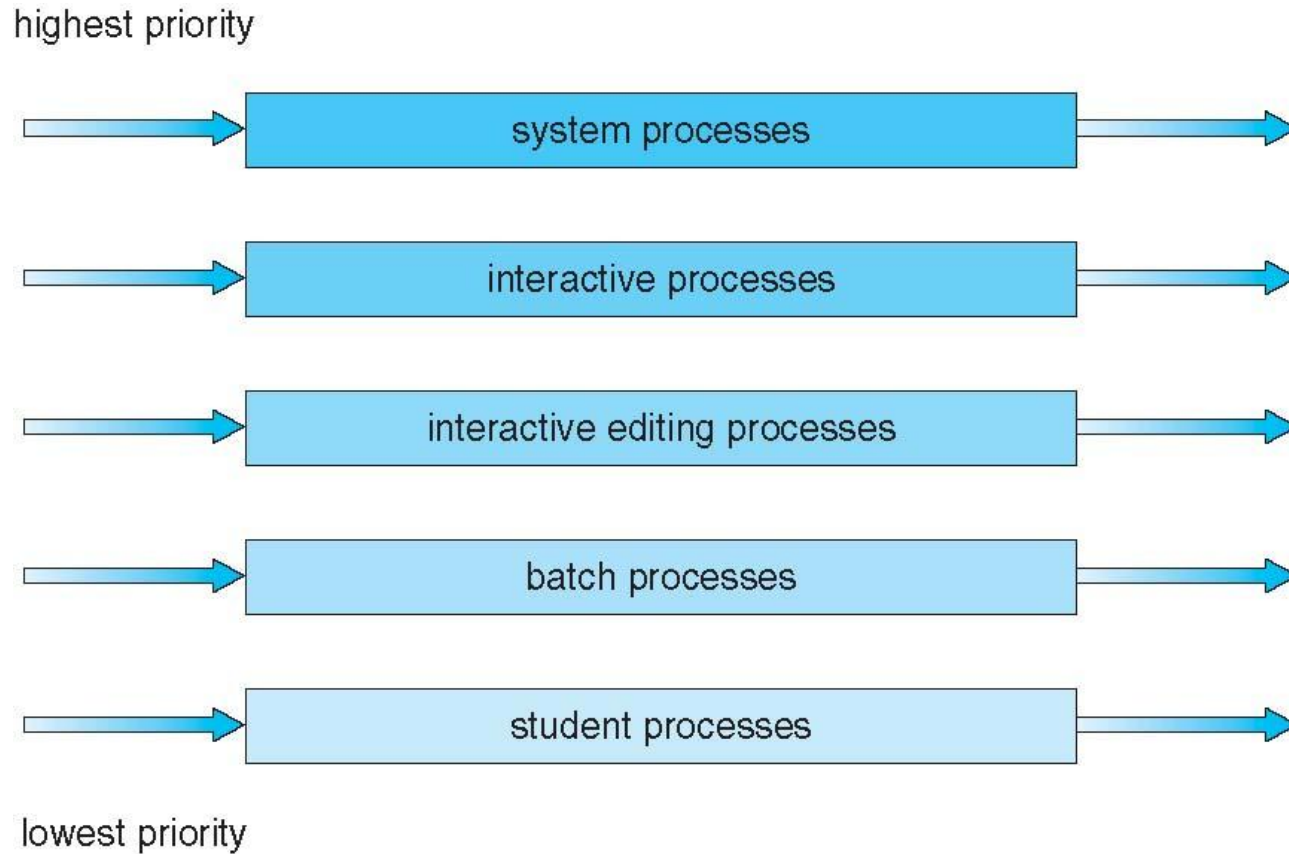 highest priority
system processes
interactive processes
interactive editing processes
batch processes
student processes
lowest priority